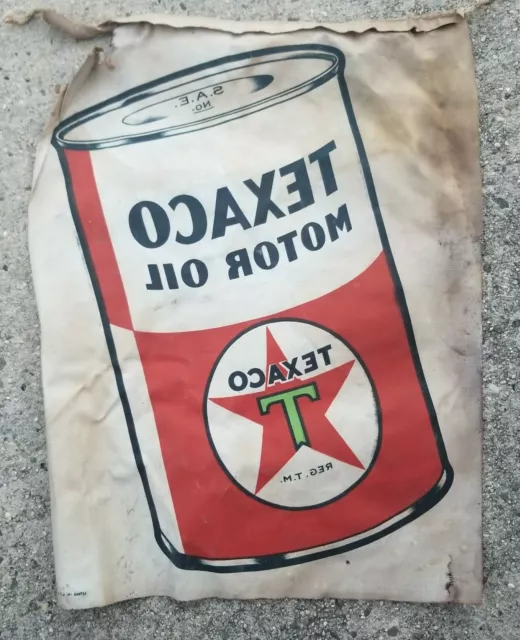 S.A.E.
NO.
TEXACO
MOTOR OIL
TEXACO
T
REG. T.M.